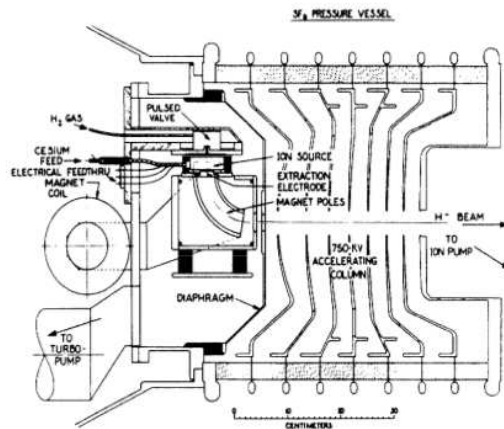 SF₆ PRESSURE VESSEL
PULSED
VALVE
H₂ GAS
CESIUM
FEED
ELECTRICAL FEEDTHRU
MAGNET
COIL
ION SOURCE
EXTRACTION
ELECTRODE
MAGNET POLES
H⁻ BEAM
TO
ION PUMP
750-KV
ACCELERATING
COLUMN
DIAPHRAGM
TO
TURBO-
PUMP
0 10 20 30
CENTIMETERS